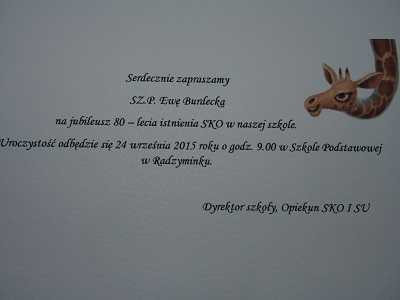 Serdecznie zapraszamy
SZ.P. Ewę Burdecką
na jubileusz 80 – lecia istnienia SKO w naszej szkole.
Uroczystość odbędzie się 24 września 2015 roku o godz. 9.00 w Szkole Podstawowej
w Radzyminku.
Dyrektor szkoły, Opiekun SKO I SU